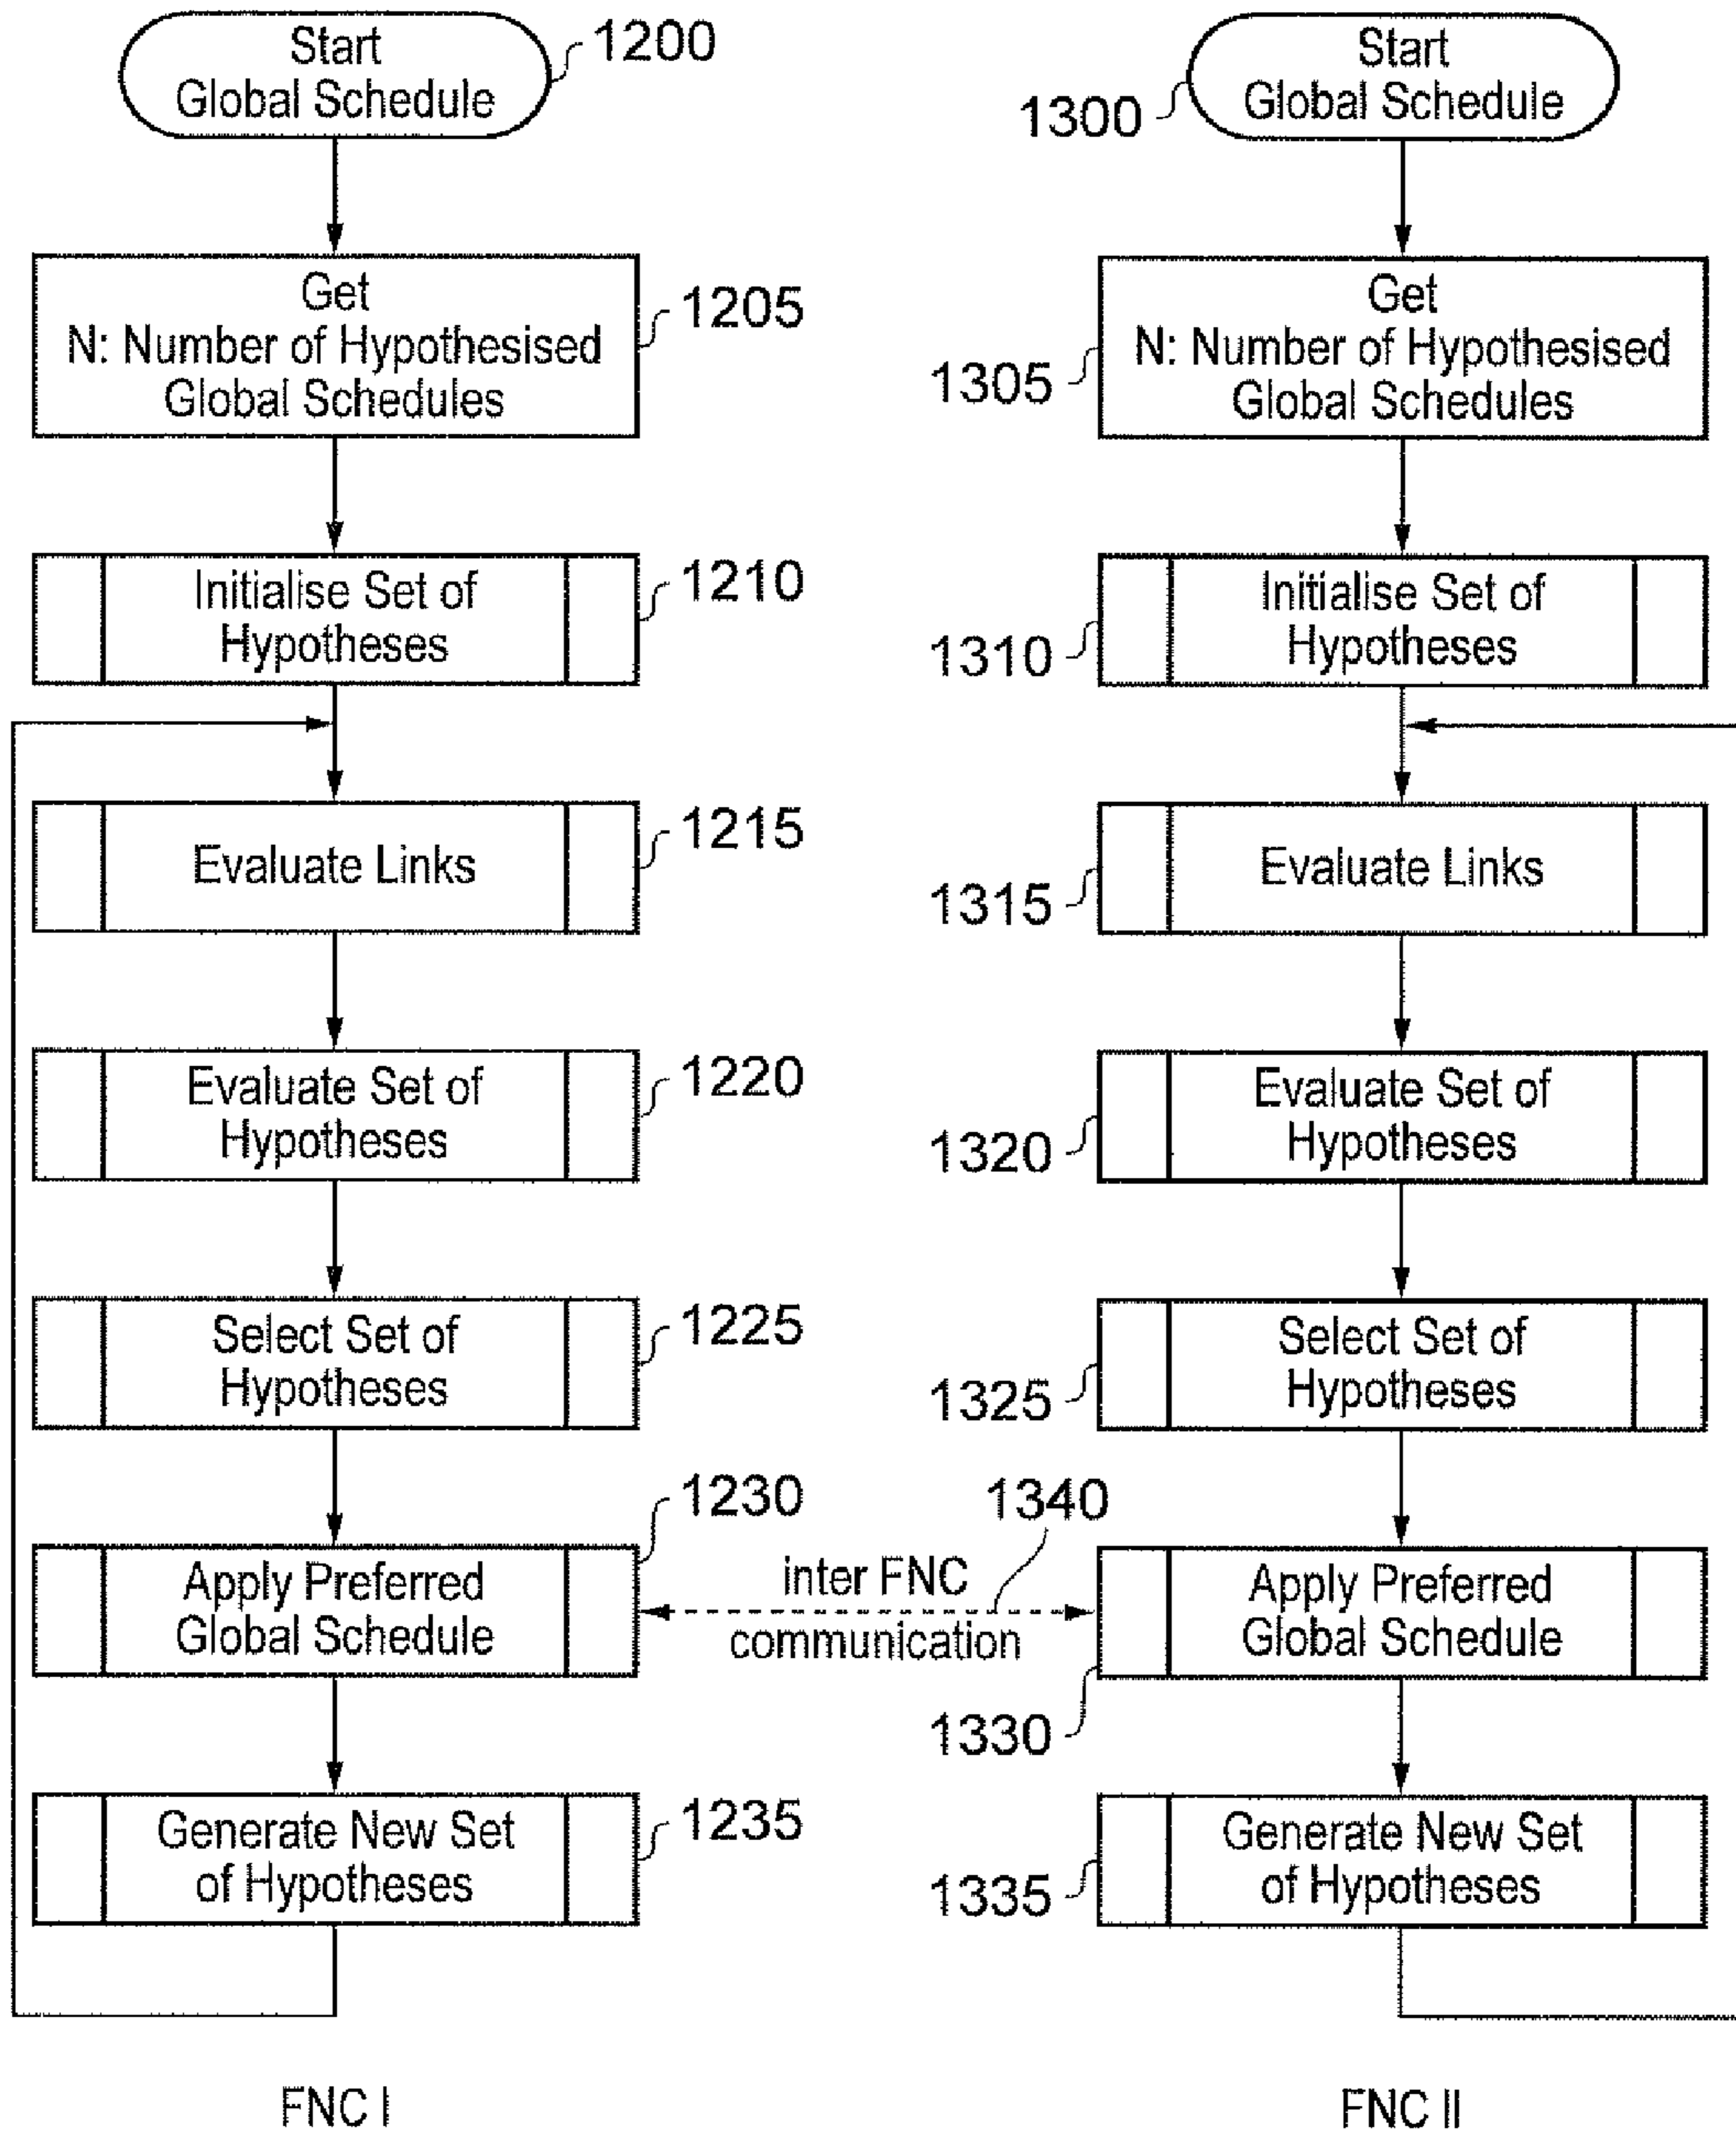 Start
Global Schedule
1200
Get
N: Number of Hypothesised
Global Schedules
1205
Initialise Set of
Hypotheses
1210
Evaluate Links
1215
Evaluate Set of
Hypotheses
1220
Select Set of
Hypotheses
1225
Apply Preferred
Global Schedule
1230
Generate New Set
of Hypotheses
1235
FNC I
inter FNC
communication
1340
Start
Global Schedule
1300
Get
N: Number of Hypothesised
Global Schedules
1305
Initialise Set of
Hypotheses
1310
Evaluate Links
1315
Evaluate Set of
Hypotheses
1320
Select Set of
Hypotheses
1325
Apply Preferred
Global Schedule
1330
Generate New Set
of Hypotheses
1335
FNC II